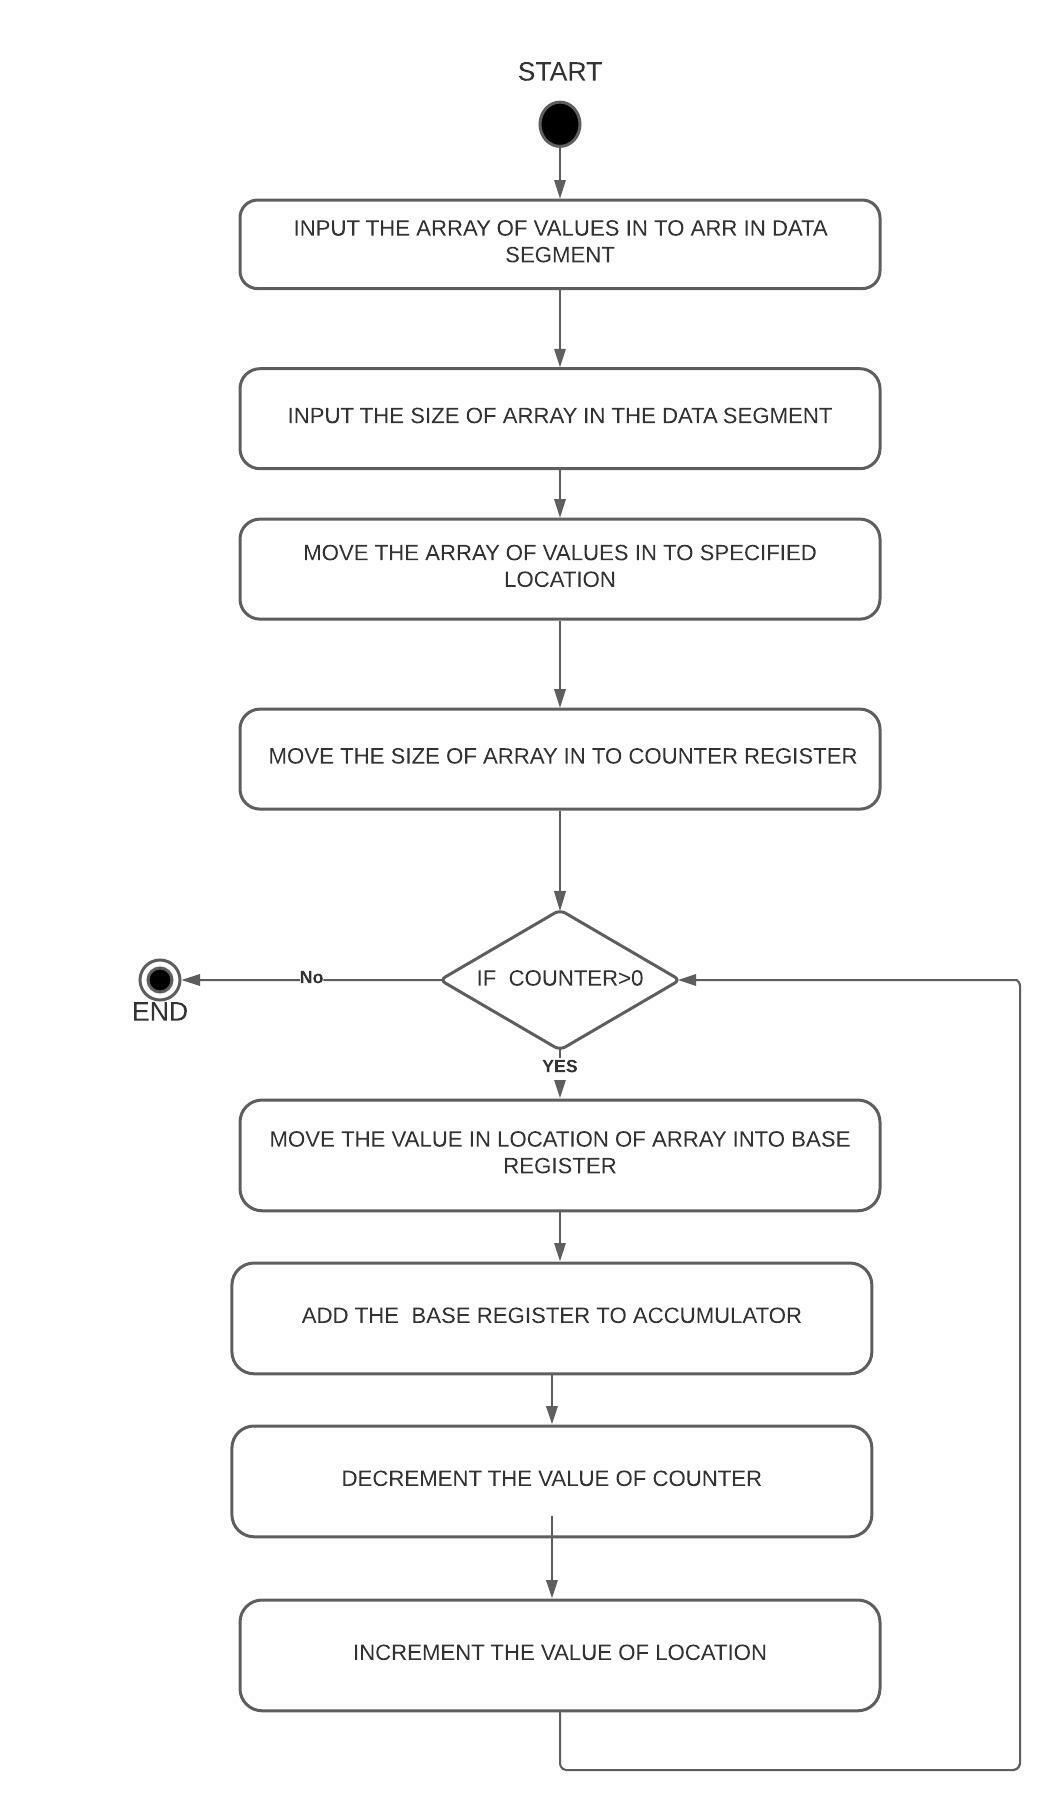 START
INPUT THE ARRAY OF VALUES IN TO ARR IN DATA
SEGMENT
INPUT THE SIZE OF ARRAY IN THE DATA SEGMENT
MOVE THE ARRAY OF VALUES IN TO SPECIFIED
LOCATION
MOVE THE SIZE OF ARRAY IN TO COUNTER REGISTER
IF  COUNTER>0
No
END
YES
MOVE THE VALUE IN LOCATION OF ARRAY INTO BASE
REGISTER
ADD THE  BASE REGISTER TO ACCUMULATOR
DECREMENT THE VALUE OF COUNTER
INCREMENT THE VALUE OF LOCATION